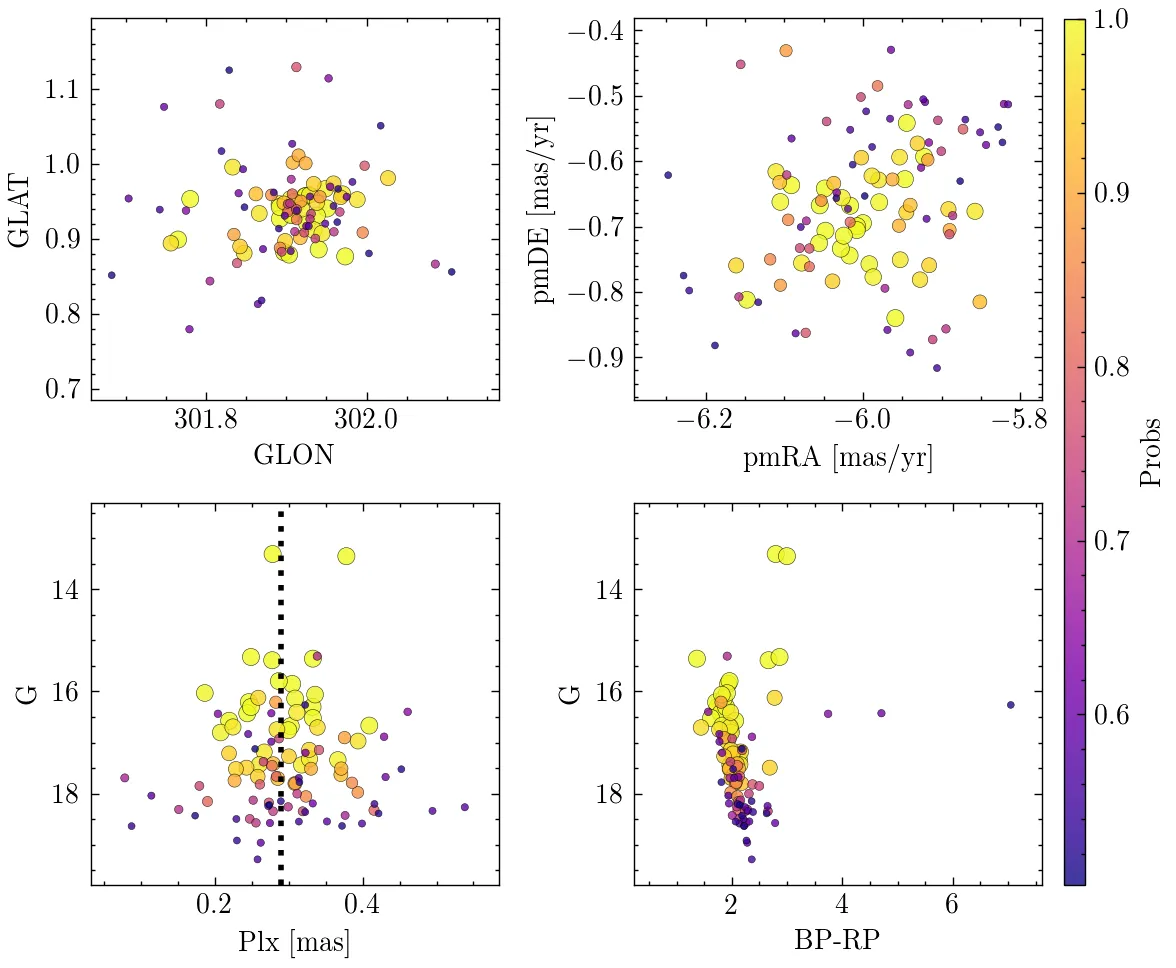 1.1
1.0
0.9
0.8
0.7
GLAT
301.8 302.0
GLON
−0.4
−0.5
−0.6
−0.7
−0.8
−0.9
pmDE [mas/yr]
−6.2 −6.0 −5.8
pmRA [mas/yr]
1.0
0.9
0.8
0.7
0.6
Probs
14
16
18
G
0.2 0.4
Plx [mas]
14
16
18
G
2 4 6
BP-RP